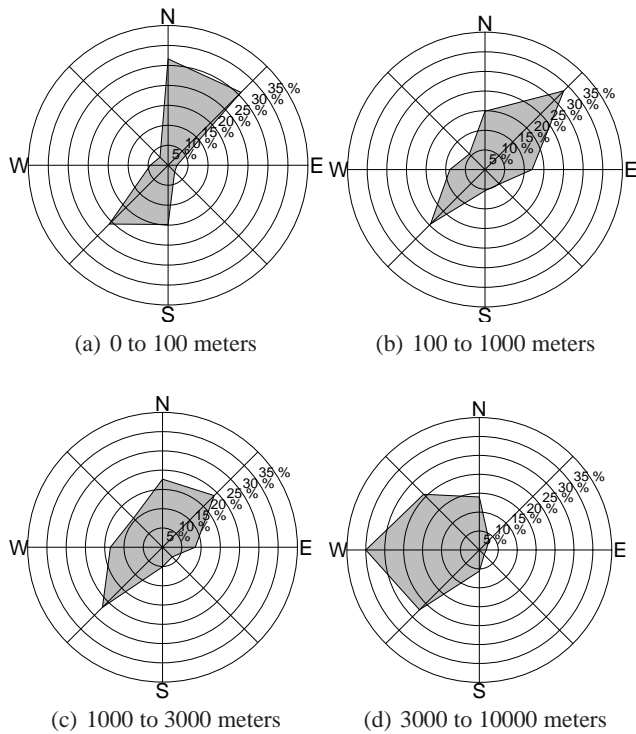 N
W
E
S
5 %
10 %
15 %
20 %
25 %
30 %
35 %
(a) 0 to 100 meters
N
W
E
S
5 %
10 %
15 %
20 %
25 %
30 %
35 %
(b) 100 to 1000 meters
N
W
E
S
5 %
10 %
15 %
20 %
25 %
30 %
35 %
(c) 1000 to 3000 meters
N
W
E
S
5 %
10 %
15 %
20 %
25 %
30 %
35 %
(d) 3000 to 10000 meters